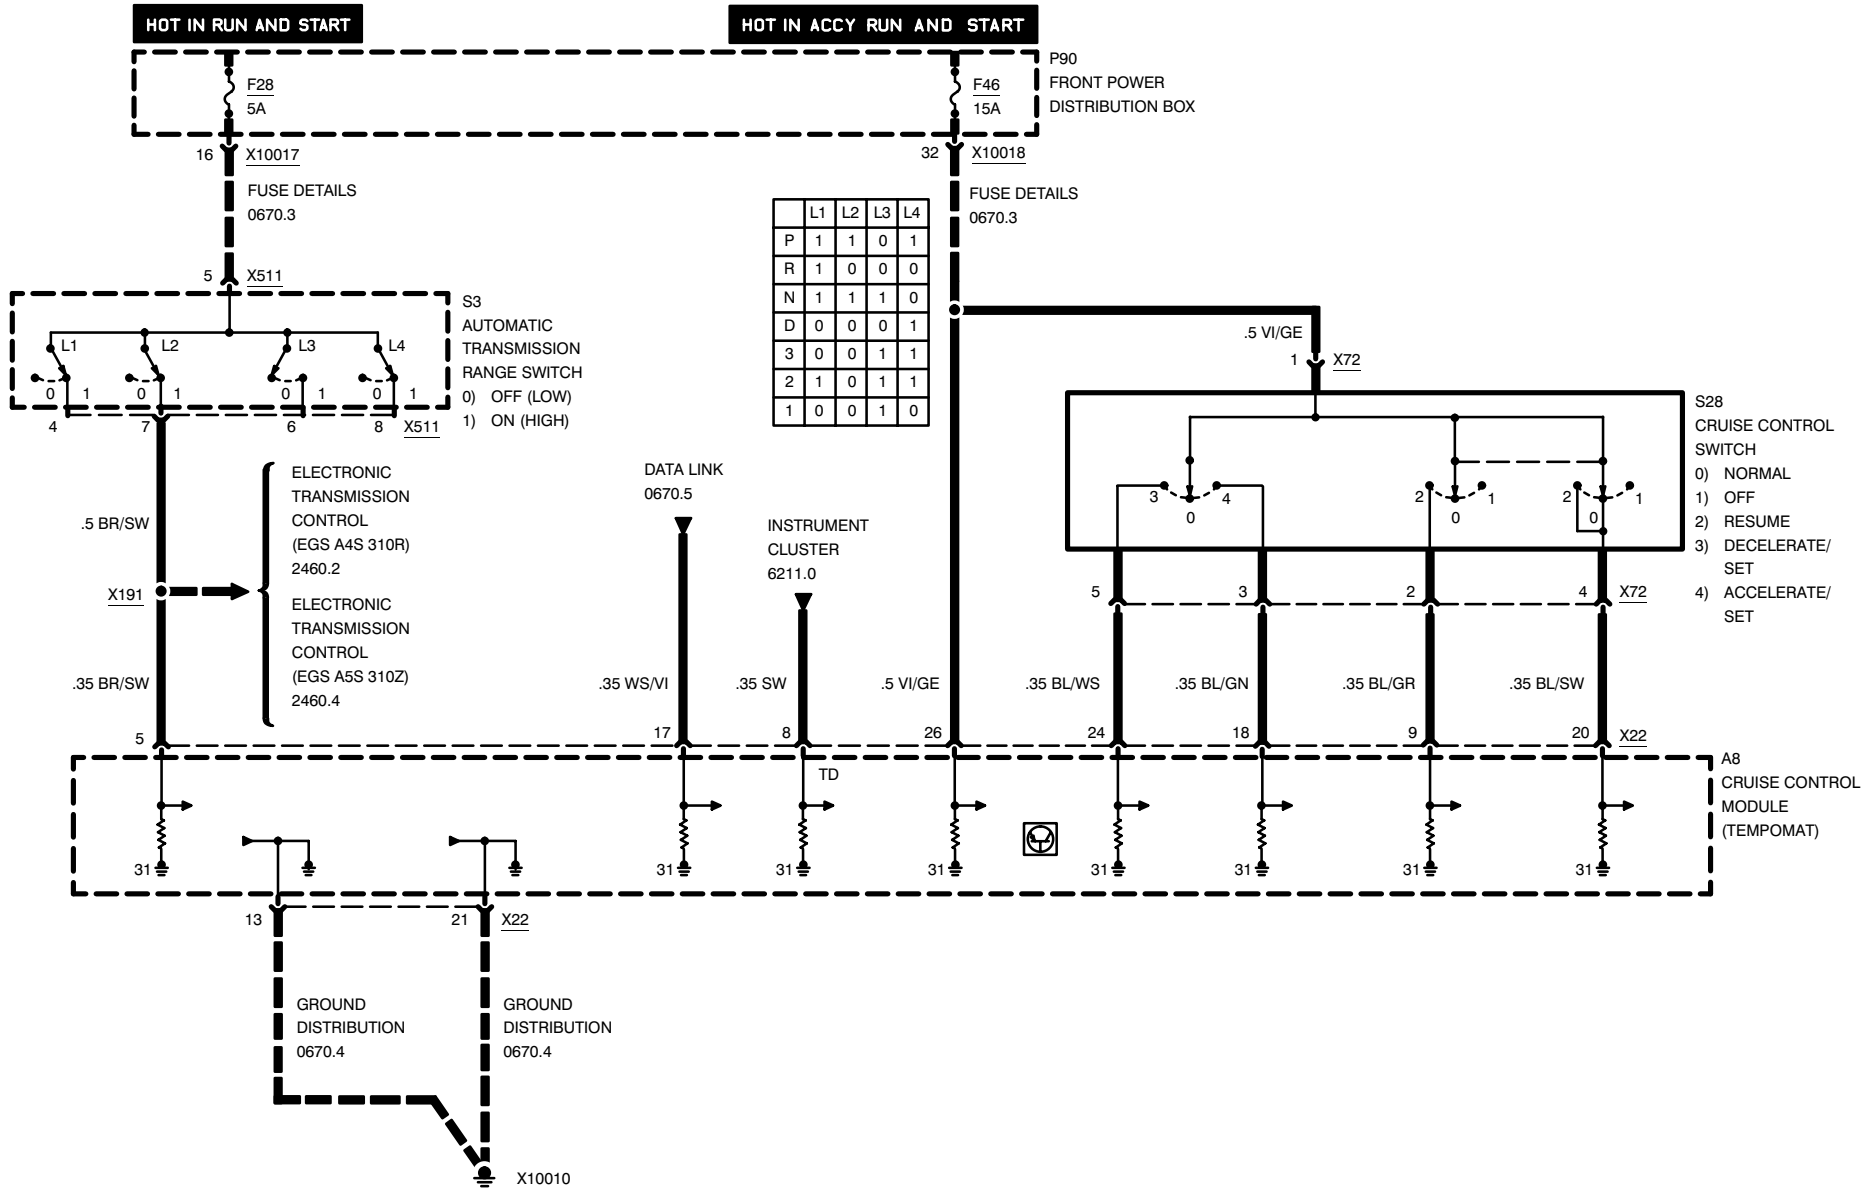 HOT IN RUN AND START
HOT IN ACCY RUN AND START
P90
FRONT POWER
DISTRIBUTION BOX
F28
5A
F46
15A
16 X10017
32 X10018
FUSE DETAILS
0670.3
FUSE DETAILS
0670.3
L1 L2 L3 L4
P 1 1 0 1
R 1 0 0 0
N 1 1 1 0
D 0 0 0 1
3 0 0 1 1
2 1 0 1 1
1 0 0 1 0
5 X511
S3
AUTOMATIC
TRANSMISSION
RANGE SWITCH
0) OFF (LOW)
1) ON (HIGH)
L1 L2 L3 L4
0 1 0 1 0 1 0 1
4 7 6 8 X511
.5 VI/GE
1 X72
S28
CRUISE CONTROL
SWITCH
0) NORMAL
1) OFF
2) RESUME
3) DECELERATE/
SET
4) ACCELERATE/
SET
3 4 2 1 2 1
0 0 0
5 3 2 4 X72
ELECTRONIC
TRANSMISSION
CONTROL
(EGS A4S 310R)
2460.2
ELECTRONIC
TRANSMISSION
CONTROL
(EGS A5S 310Z)
2460.4
.5 BR/SW
X191
DATA LINK
0670.5
INSTRUMENT
CLUSTER
6211.0
.35 BR/SW .35 WS/VI .35 SW .5 VI/GE .35 BL/WS .35 BL/GN .35 BL/GR .35 BL/SW
5 17 8 26 24 18 9 20 X22
A8
CRUISE CONTROL
MODULE
(TEMPOMAT)
TD
31 31 31 31 31 31 31 31
13 21 X22
GROUND
DISTRIBUTION
0670.4
GROUND
DISTRIBUTION
0670.4
X10010